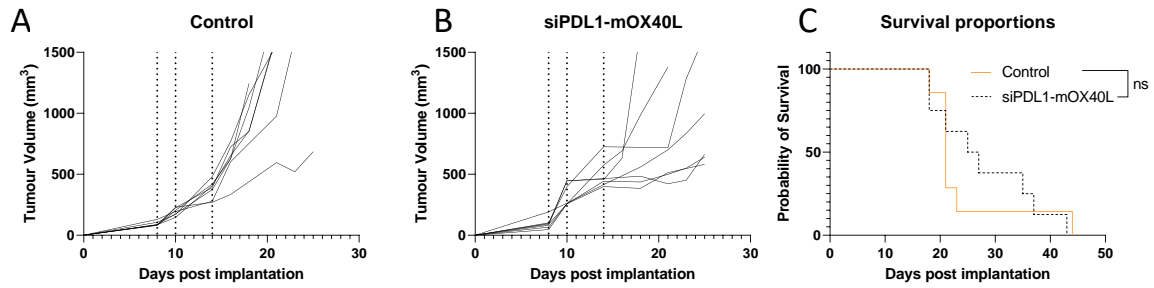 A
Control
Tumour Volume (mm³)
1500
1000
500
0
0 10 20 30
Days post implantation
B
siPDL1-mOX40L
Tumour Volume (mm³)
1500
1000
500
0
0 10 20 30
Days post implantation
C
Survival proportions
Probability of Survival
100
50
0
0 10 20 30 40 50
Days post implantation
Control
siPDL1-mOX40L
ns